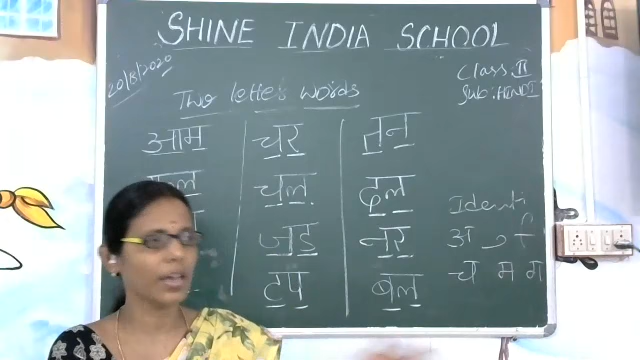 SHINE INDIA SCHOOL
20/8/2020
Class: II
Sub: HINDI
Two letters words
आम चर तन
चल दल
जड नर
टप बल
Identi
अ
च म ग